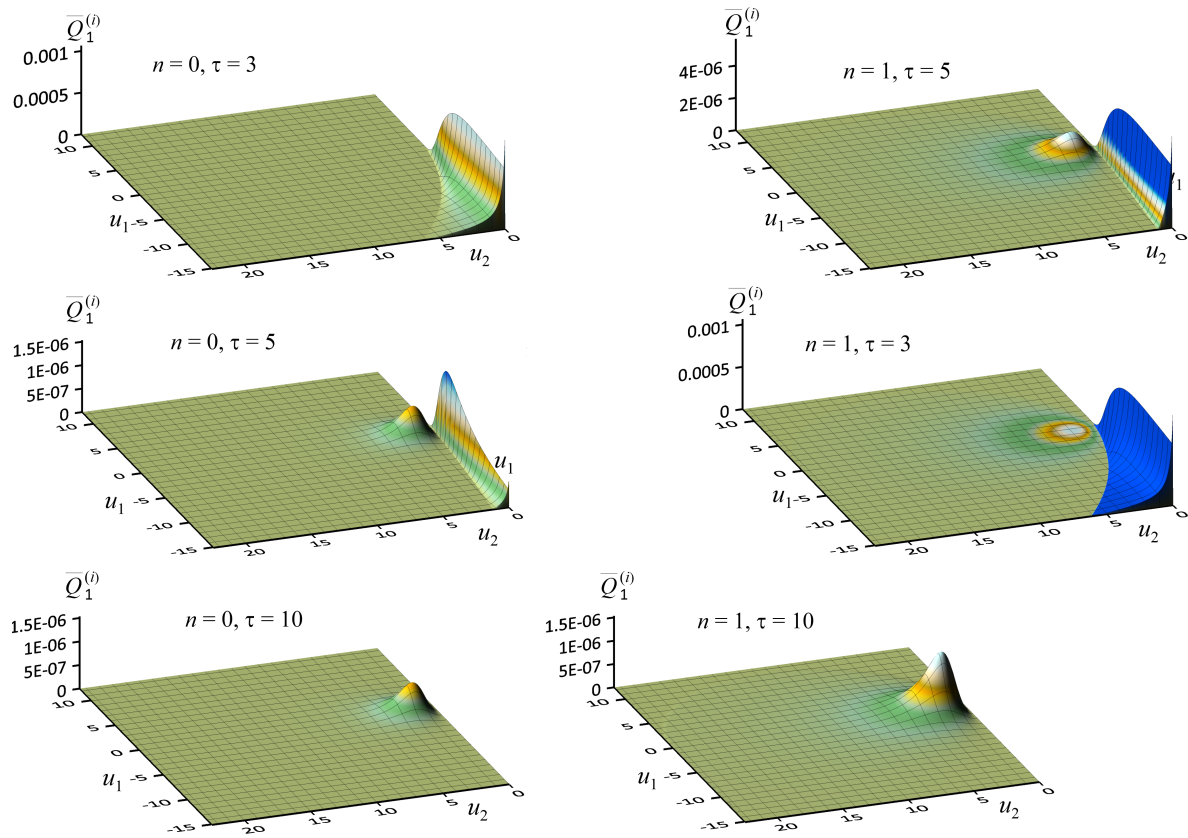 Q̅₁⁽ⁱ⁾
0.001
0.0005
0
n = 0, τ = 3
10
5
0
-5
-10
-15
u₁
20
15
10
5
0
u₂
Q̅₁⁽ⁱ⁾
4E-06
2E-06
0
n = 1, τ = 5
10
5
0
-5
-10
-15
u₁
20
15
10
5
0
u₂
Q̅₁⁽ⁱ⁾
1.5E-06
1E-06
5E-07
0
n = 0, τ = 5
10
5
0
-5
-10
-15
u₁
20
15
10
5
0
u₂
u₁
Q̅₁⁽ⁱ⁾
0.001
0.0005
0
n = 1, τ = 3
10
5
0
-5
-10
-15
u₁
20
15
10
5
0
u₂
Q̅₁⁽ⁱ⁾
1.5E-06
1E-06
5E-07
0
n = 0, τ = 10
10
5
0
-5
-10
-15
u₁
20
15
10
5
0
u₂
Q̅₁⁽ⁱ⁾
1.5E-06
1E-06
5E-07
0
n = 1, τ = 10
10
5
0
-5
-10
-15
u₁
20
15
10
5
0
u₂